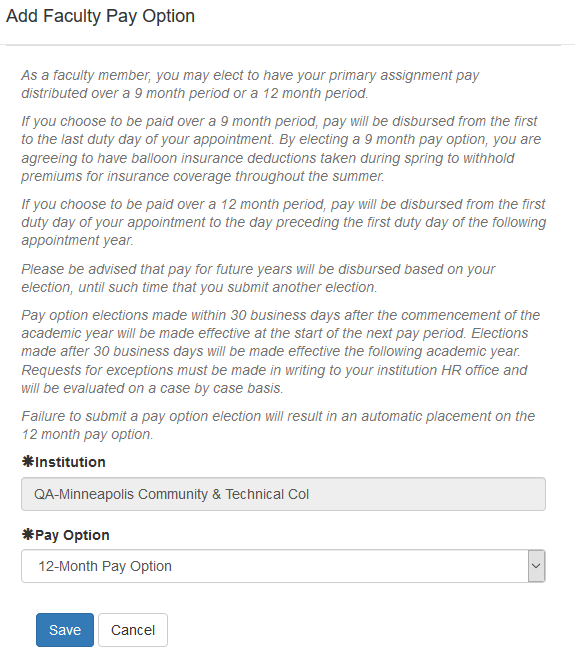 Add Faculty Pay Option
As a faculty member, you may elect to have your primary assignment pay
distributed over a 9 month period or a 12 month period.
If you choose to be paid over a 9 month period, pay will be disbursed from the first
to the last duty day of your appointment. By electing a 9 month pay option, you are
agreeing to have balloon insurance deductions taken during spring to withhold
premiums for insurance coverage throughout the summer.
If you choose to be paid over a 12 month period, pay will be disbursed from the first
duty day of your appointment to the day preceding the first duty day of the following
appointment year.
Please be advised that pay for future years will be disbursed based on your
election, until such time that you submit another election.
Pay option elections made within 30 business days after the commencement of the
academic year will be made effective at the start of the next pay period. Elections
made after 30 business days will be made effective the following academic year.
Requests for exceptions must be made in writing to your institution HR office and
will be evaluated on a case by case basis.
Failure to submit a pay option election will result in an automatic placement on the
12 month pay option.
✱Institution
QA-Minneapolis Community & Technical Col
✱Pay Option
12-Month Pay Option
Save Cancel